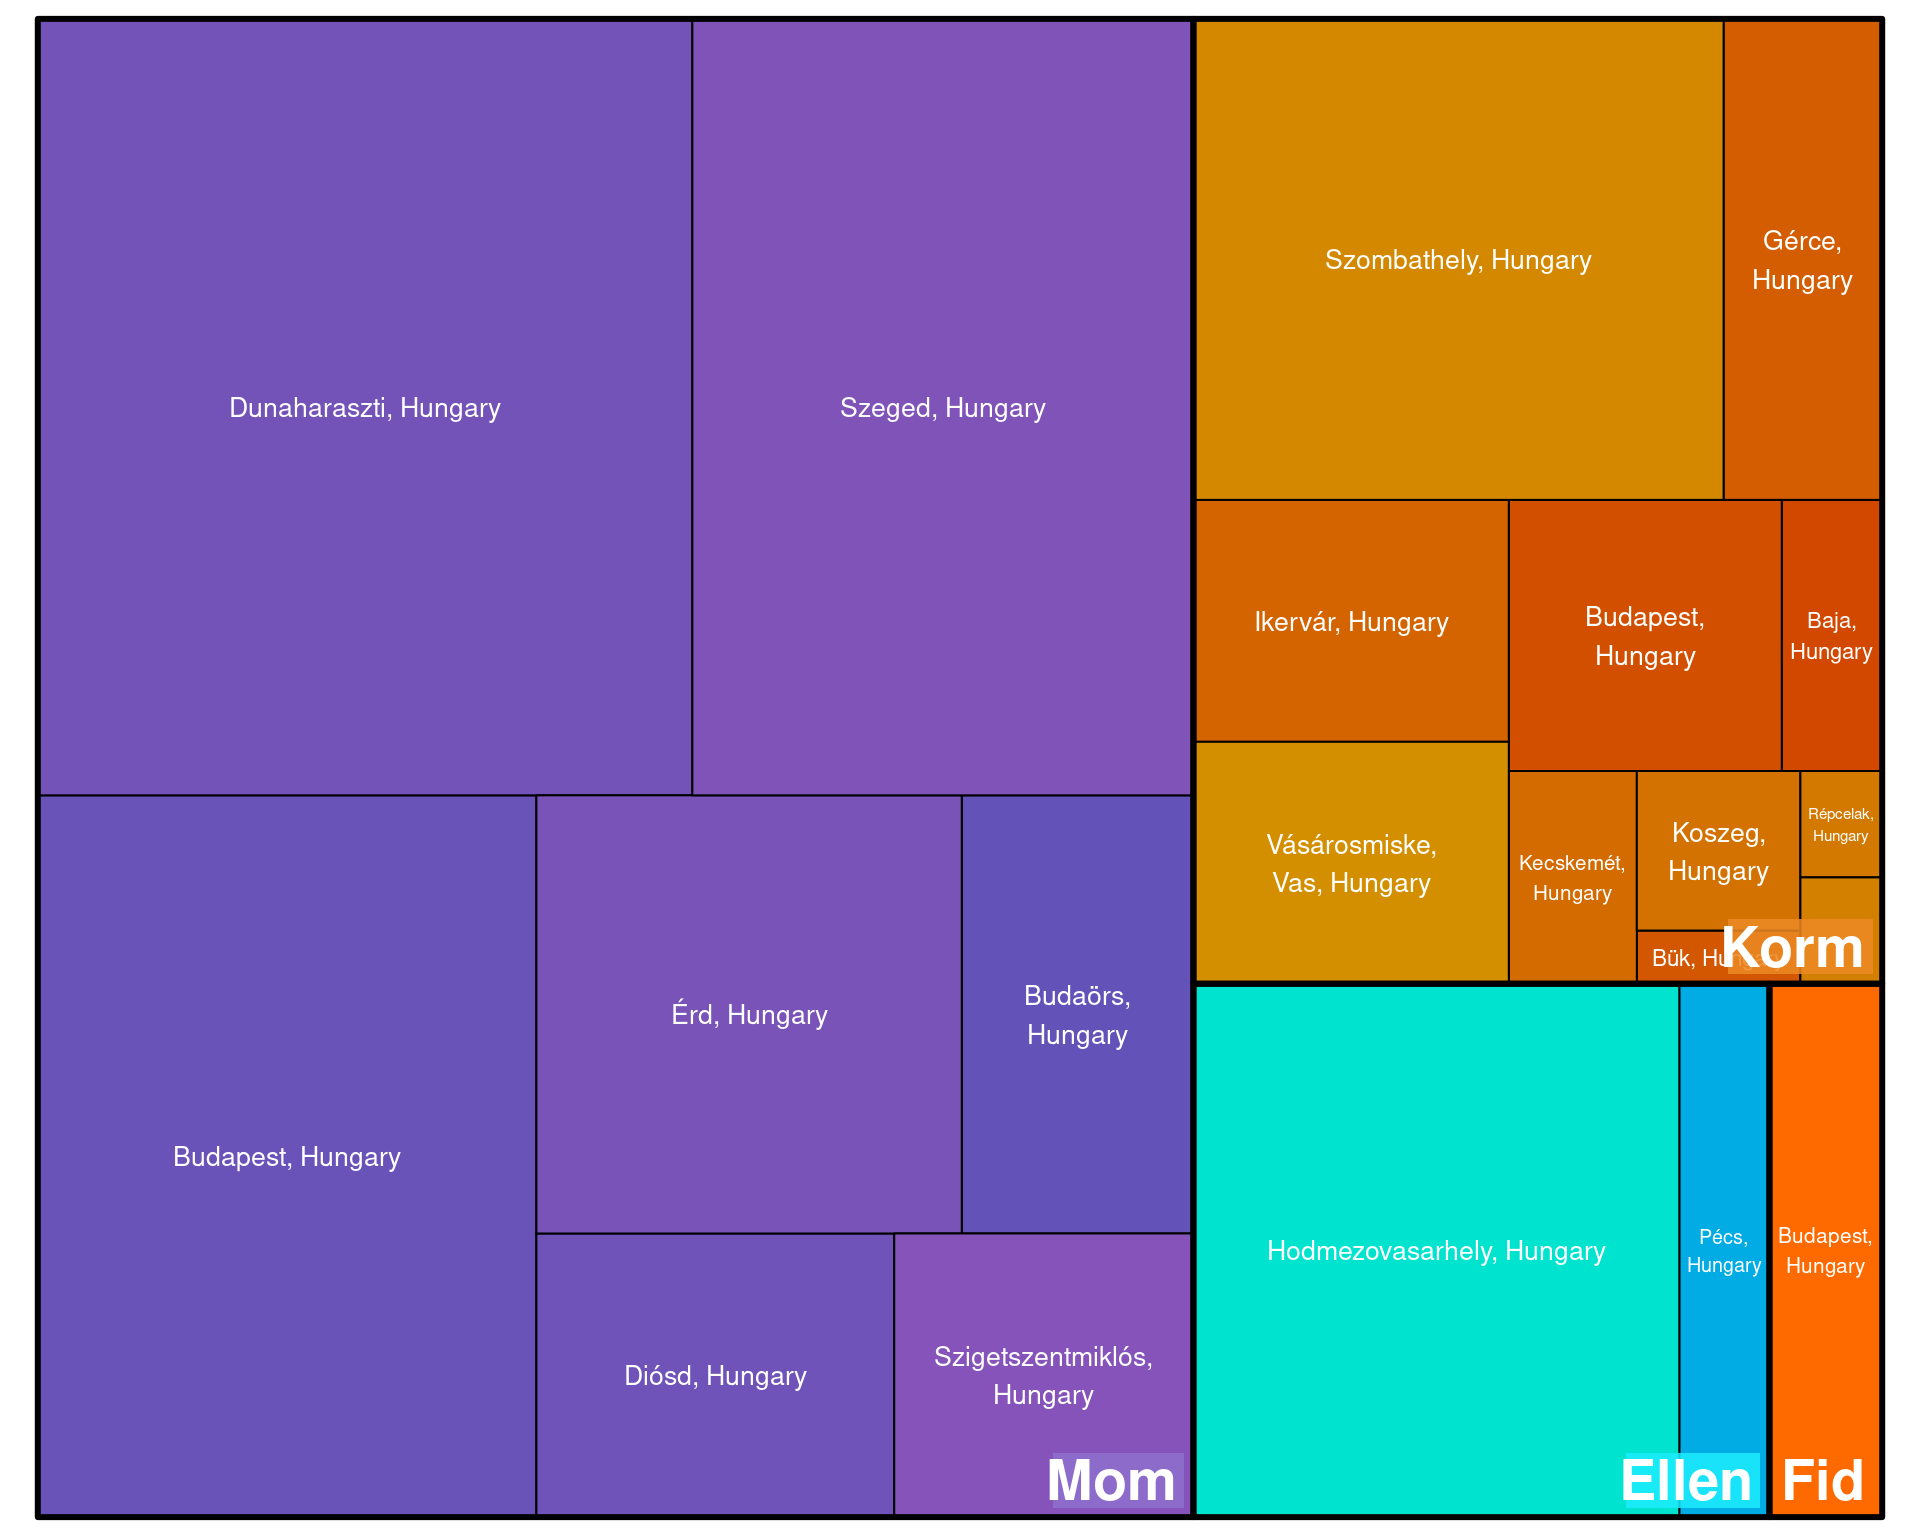 Dunaharaszti, Hungary
Szeged, Hungary
Budapest, Hungary
Érd, Hungary
Budaörs,
Hungary
Diósd, Hungary
Szigetszentmiklós,
Hungary
Mom
Szombathely, Hungary
Gérce,
Hungary
Ikervár, Hungary
Budapest,
Hungary
Baja,
Hungary
Vásárosmiske,
Vas, Hungary
Kecskemét,
Hungary
Koszeg,
Hungary
Répcelak,
Hungary
Bük,
Korm
Hodmezovasarhely, Hungary
Pécs,
Hungary
Ellen
Budapest,
Hungary
Fid